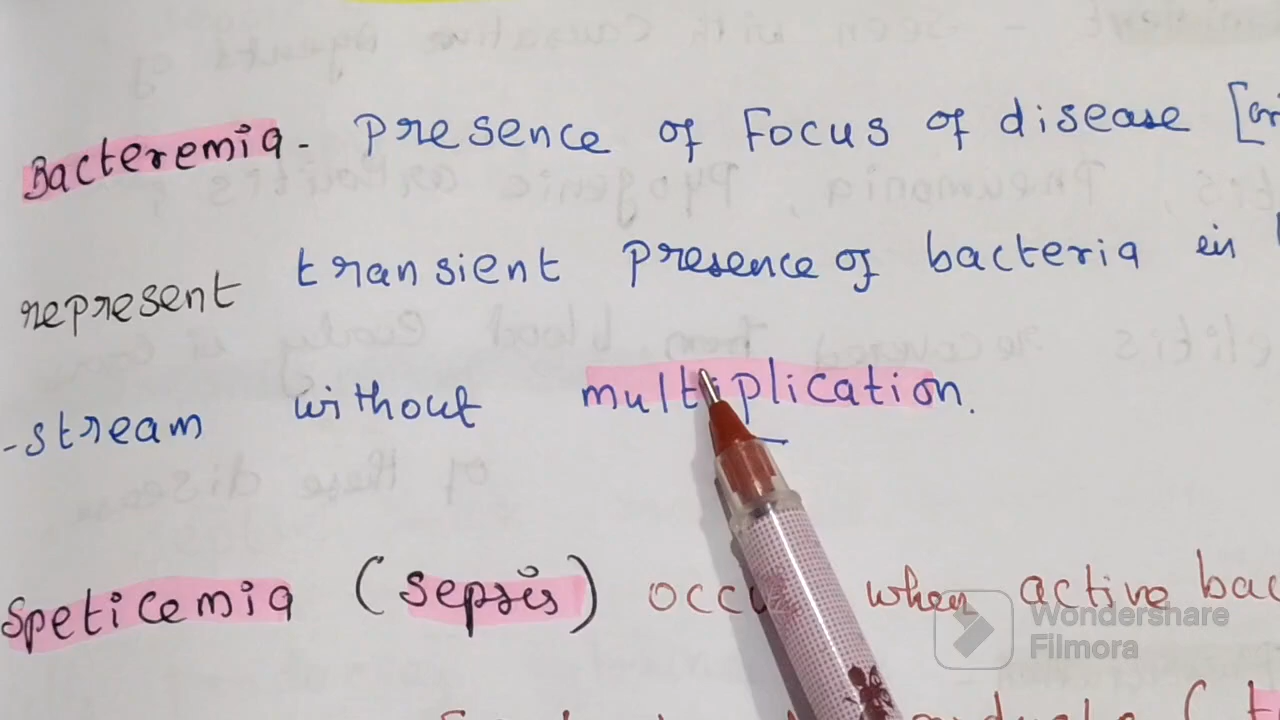 Bacteremia - Presence of Focus of disease
represent transient presence of bacteria in
-stream without multiplication.
Speticemia (Sepsis) occur when active bac
Wondershare
Filmora